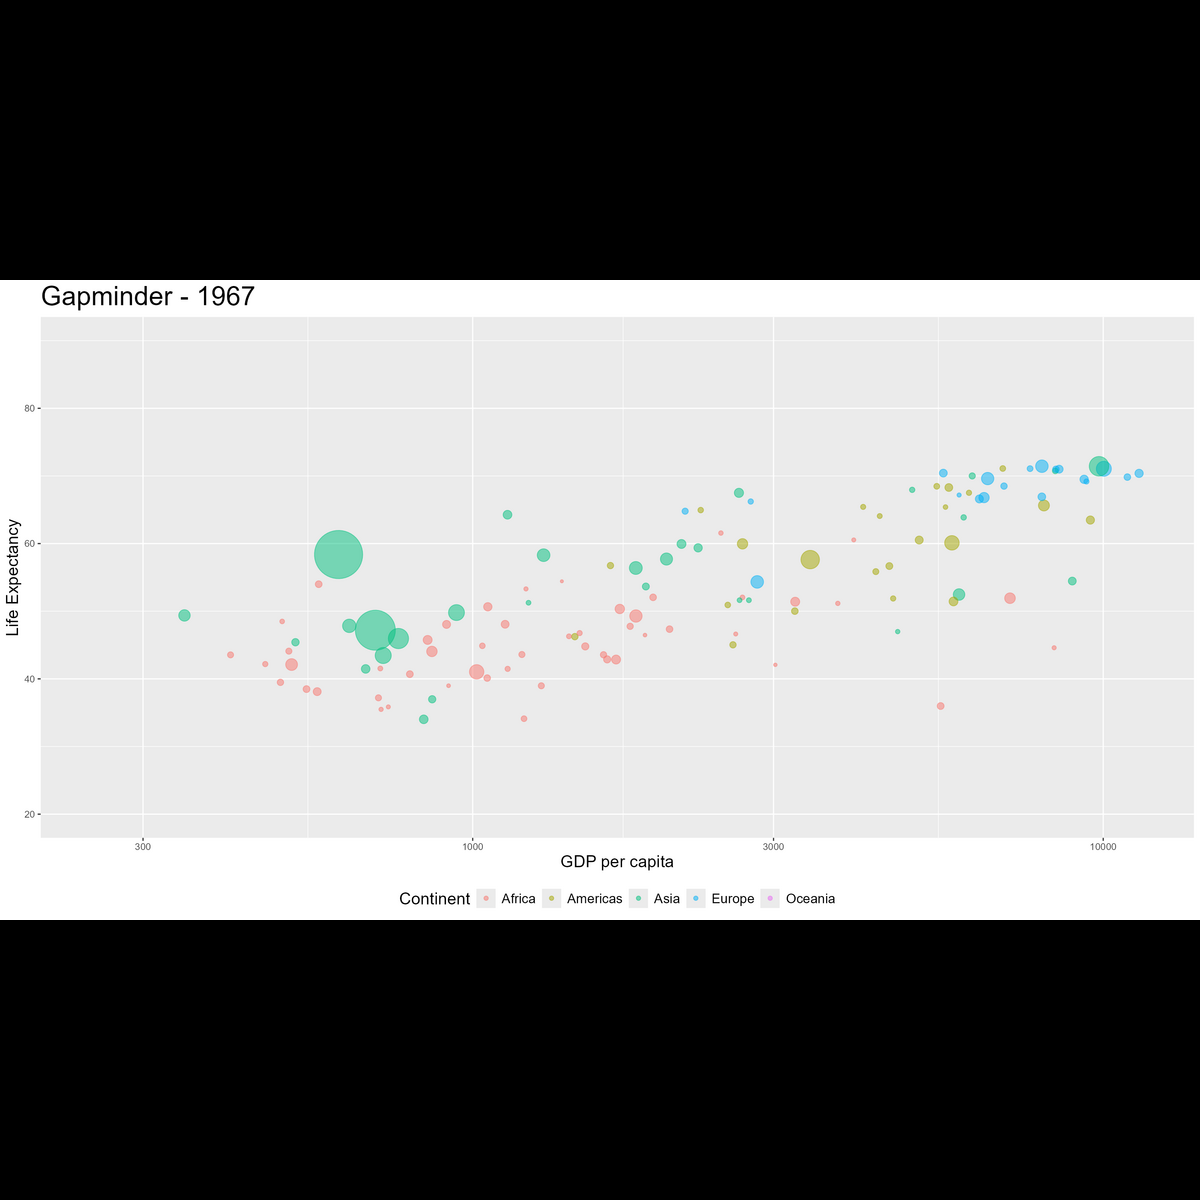 Gapminder - 1967
Life Expectancy
80
60
40
20
300 1000 3000 10000
GDP per capita
Continent Africa Americas Asia Europe Oceania